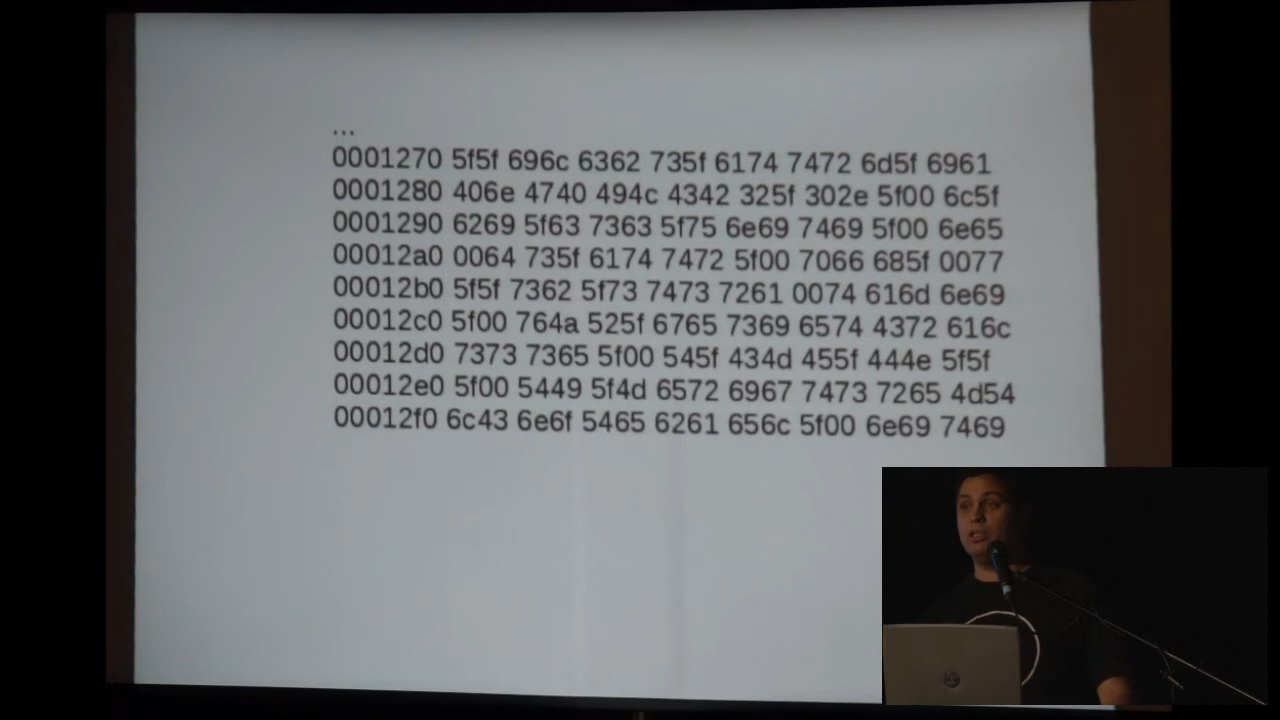 ...
0001270 5f5f 696c 6362 735f 6174 7472 6d5f 6961
0001280 406e 4740 494c 4342 325f 302e 5f00 6c5f
0001290 6269 5f63 7363 5f75 6e69 7469 5f00 6e65
00012a0 0064 735f 6174 7472 5f00 7066 685f 0077
00012b0 5f5f 7362 5f73 7473 7261 0074 616d 6e69
00012c0 5f00 764a 525f 6765 7369 6574 4372 616c
00012d0 7373 7365 5f00 545f 434d 455f 444e 5f5f
00012e0 5f00 5449 5f4d 6572 6967 7473 7265 4d54
00012f0 6c43 6e6f 5465 6261 656c 5f00 6e69 7469